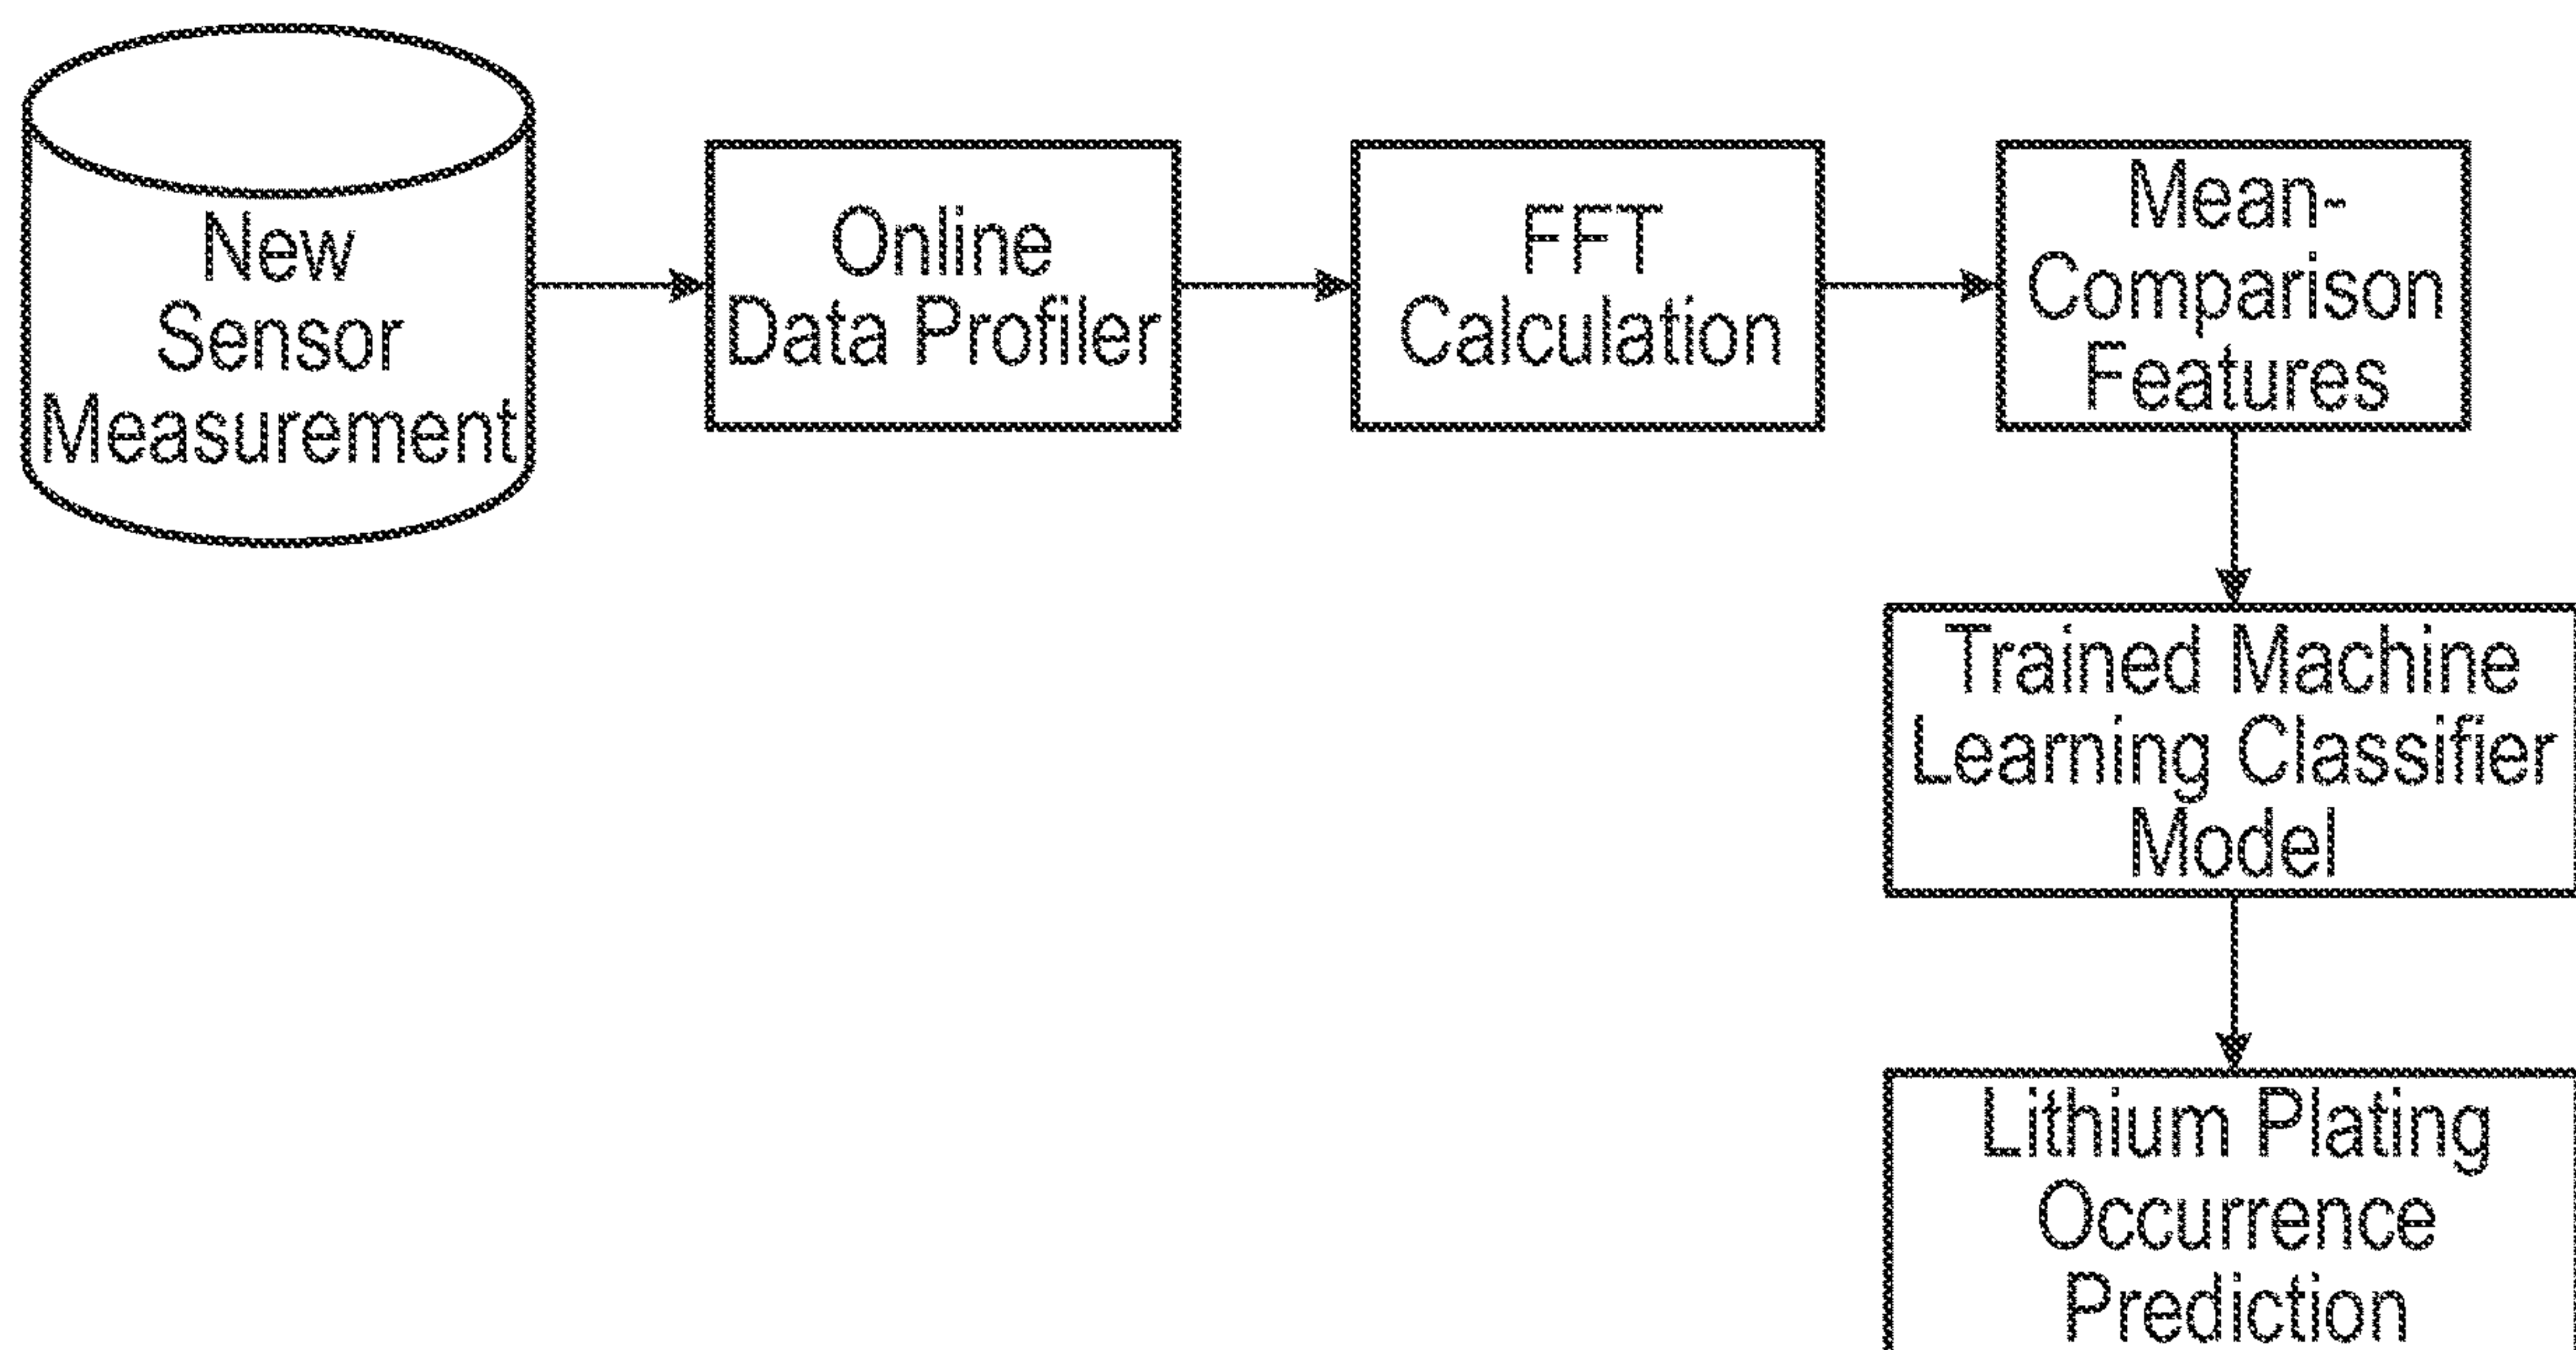 New
Sensor
Measurement
Online
Data Profiler
FFT
Calculation
Mean-
Comparison
Features
Trained Machine
Learning Classifier
Model
Lithium Plating
Occurrence
Prediction